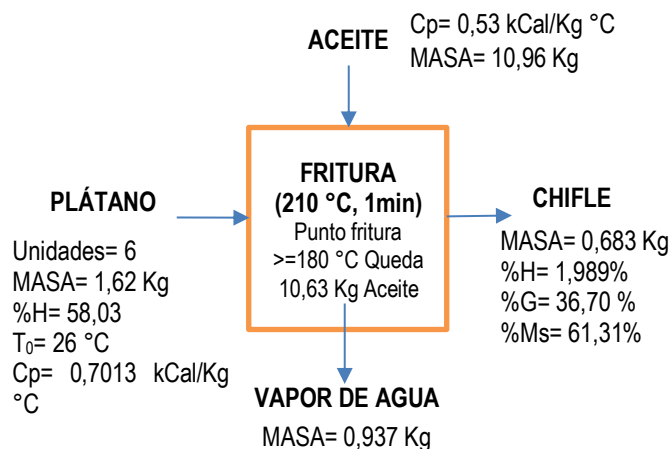 ACEITE
Cp= 0,53 kCal/Kg °C
MASA= 10,96 Kg
PLÁTANO
Unidades= 6
MASA= 1,62 Kg
%H= 58,03
T₀= 26 °C
Cp= 0,7013 kCal/Kg
°C
FRITURA
(210 °C, 1min)
Punto fritura
>=180 °C Queda
10,63 Kg Aceite
CHIFLE
MASA= 0,683 Kg
%H= 1,989%
%G= 36,70 %
%Ms= 61,31%
VAPOR DE AGUA
MASA= 0,937 Kg